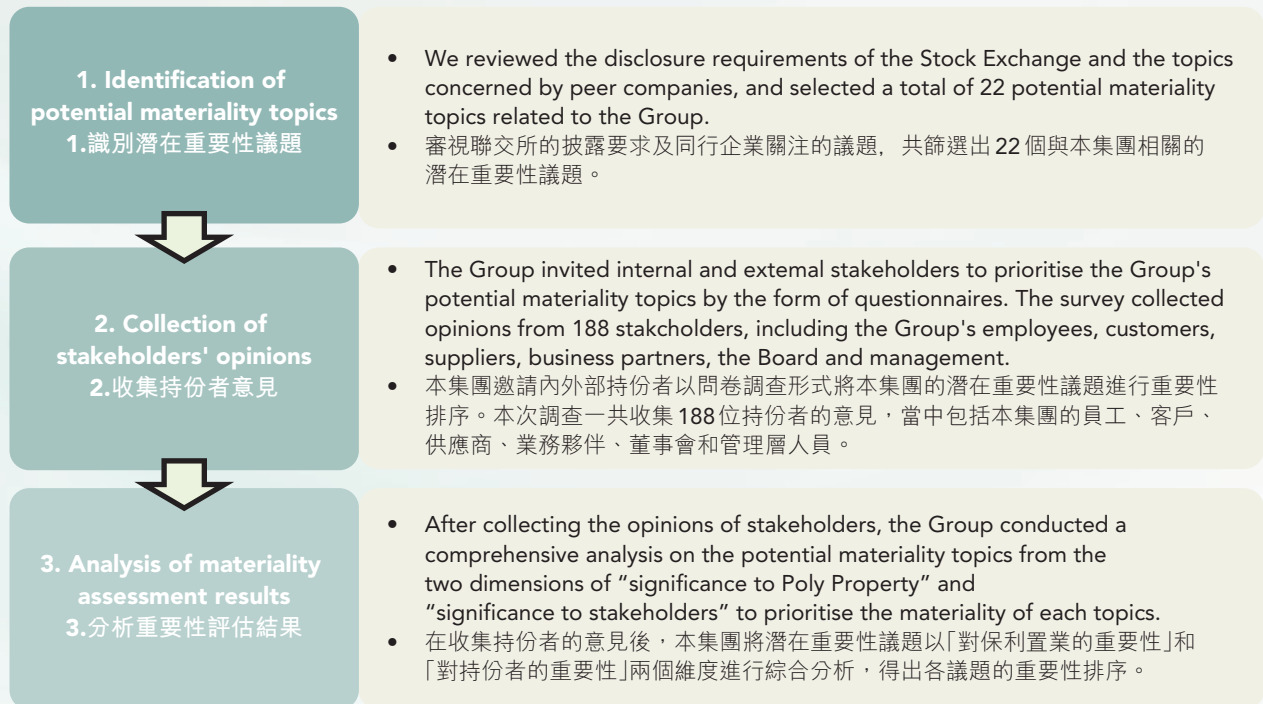 1. Identification of
potential materiality topics
1.識別潛在重要性議題
• We reviewed the disclosure requirements of the Stock Exchange and the topics
concerned by peer companies, and selected a total of 22 potential materiality
topics related to the Group.
• 審視聯交所的披露要求及同行企業關注的議題，共篩選出22個與本集團相關的
潛在重要性議題。
2. Collection of
stakeholders' opinions
2.收集持份者意見
• The Group invited internal and extemal stakeholders to prioritise the Group's
potential materiality topics by the form of questionnaires. The survey collected
opinions from 188 stakcholders, including the Group's employees, customers,
suppliers, business partners, the Board and management.
• 本集團邀請內外部持份者以問卷調查形式將本集團的潛在重要性議題進行重要性
排序。本次調查一共收集188位持份者的意見，當中包括本集團的員工、客戶、
供應商、業務夥伴、董事會和管理層人員。
3. Analysis of materiality
assessment results
3.分析重要性評估結果
• After collecting the opinions of stakeholders, the Group conducted a
comprehensive analysis on the potential materiality topics from the
two dimensions of “significance to Poly Property” and
“significance to stakeholders” to prioritise the materiality of each topics.
• 在收集持份者的意見後，本集團將潛在重要性議題以「對保利置業的重要性」和
「對持份者的重要性」兩個維度進行綜合分析，得出各議題的重要性排序。